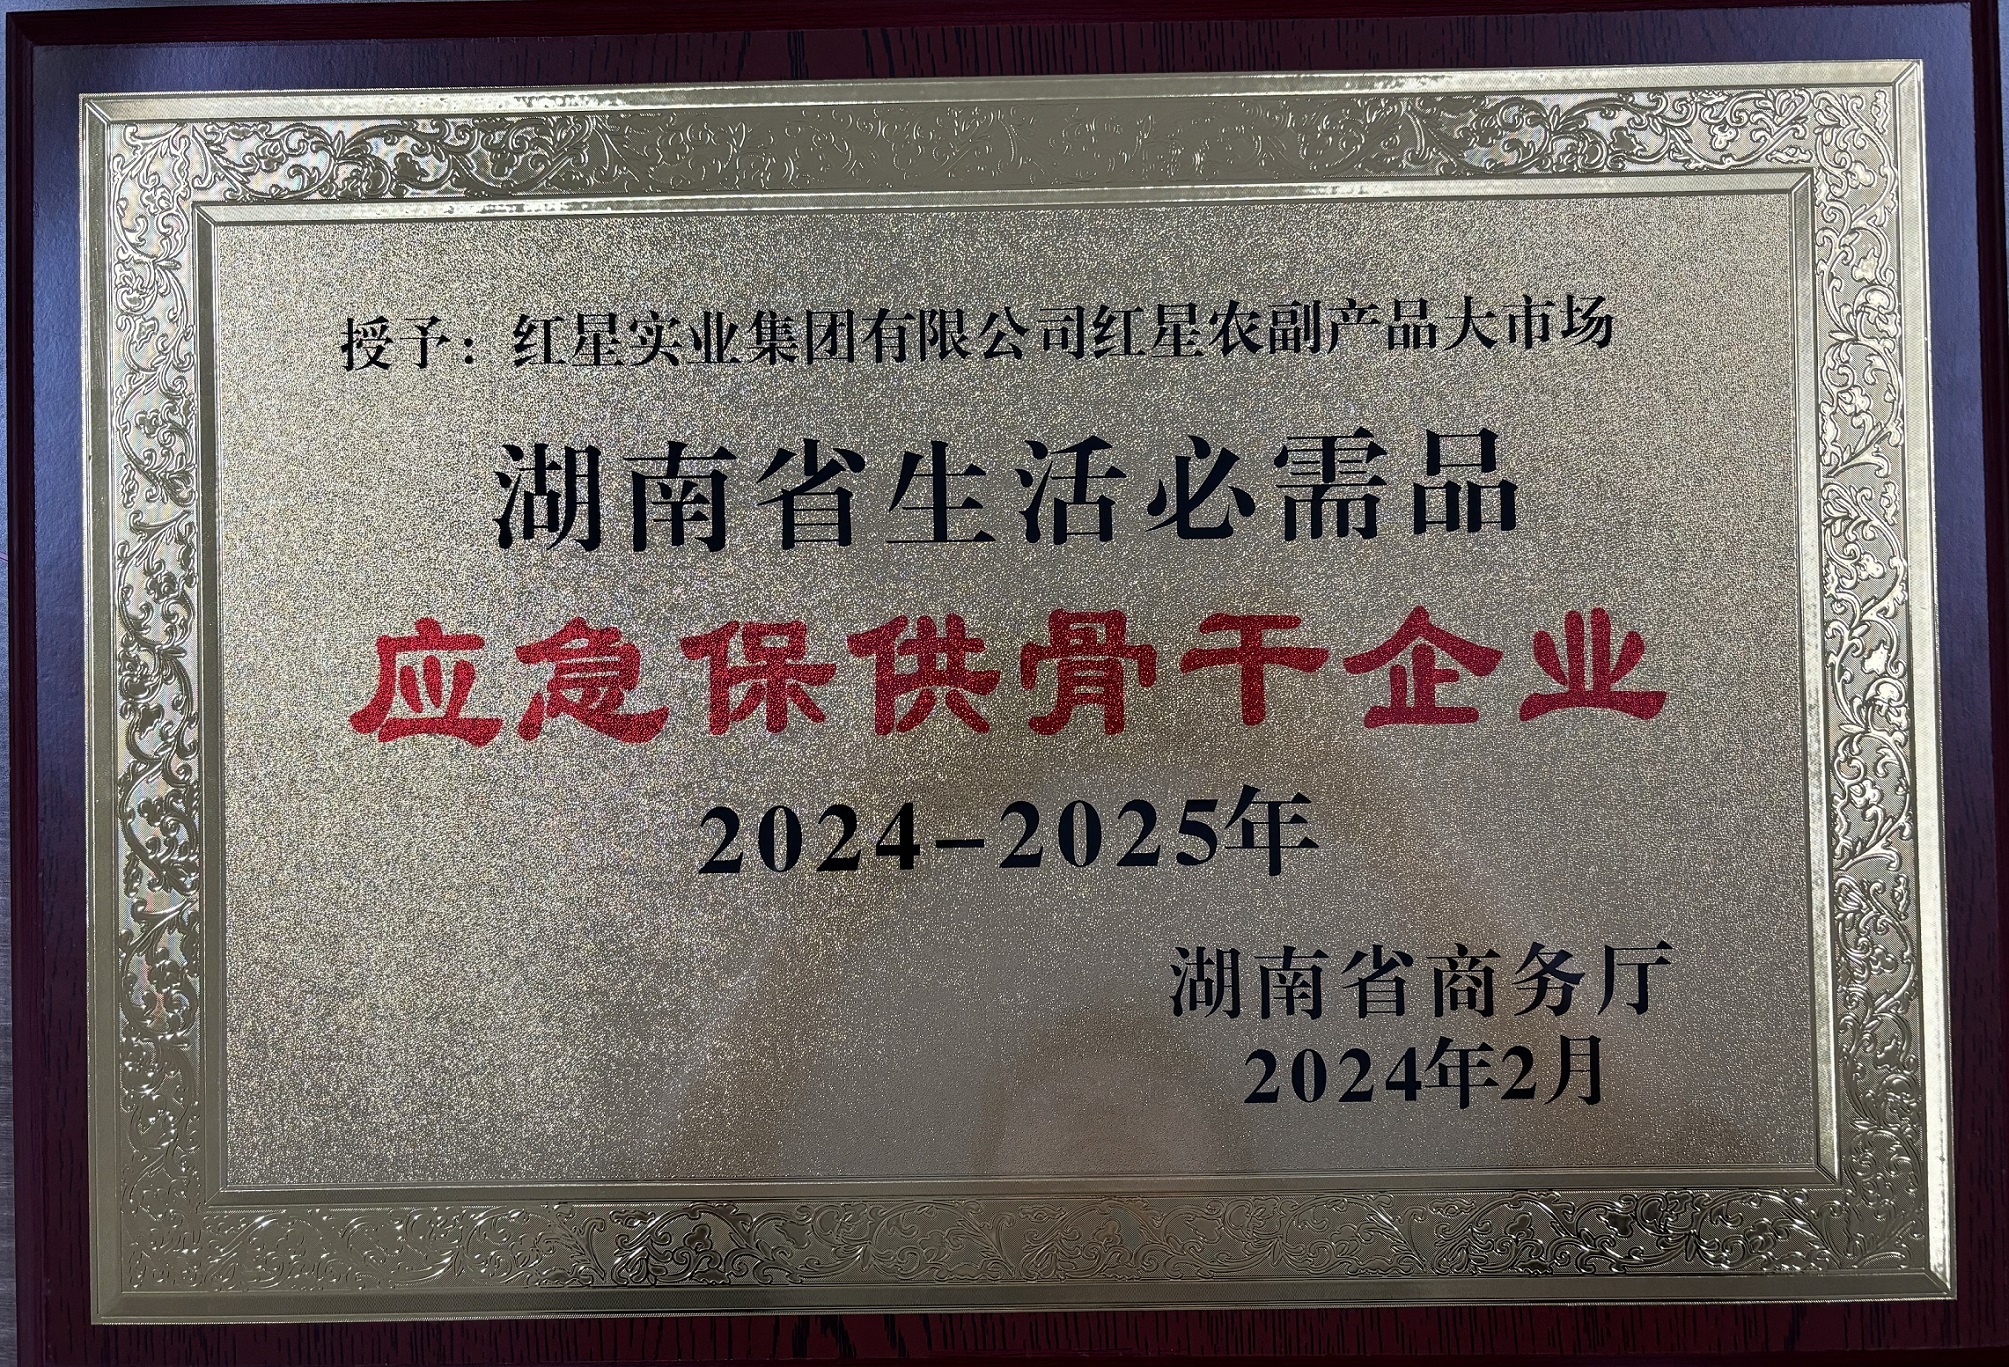 授予：红星实业集团有限公司红星农副产品大市场
湖南省生活必需品
应急保供骨干企业
2024-2025年
湖南省商务厅
2024年2月